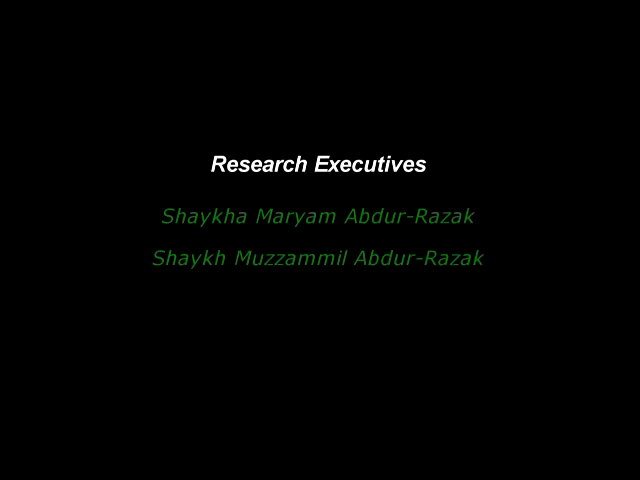 Research Executives
Shaykha Maryam Abdur-Razak
Shaykh Muzzammil Abdur-Razak